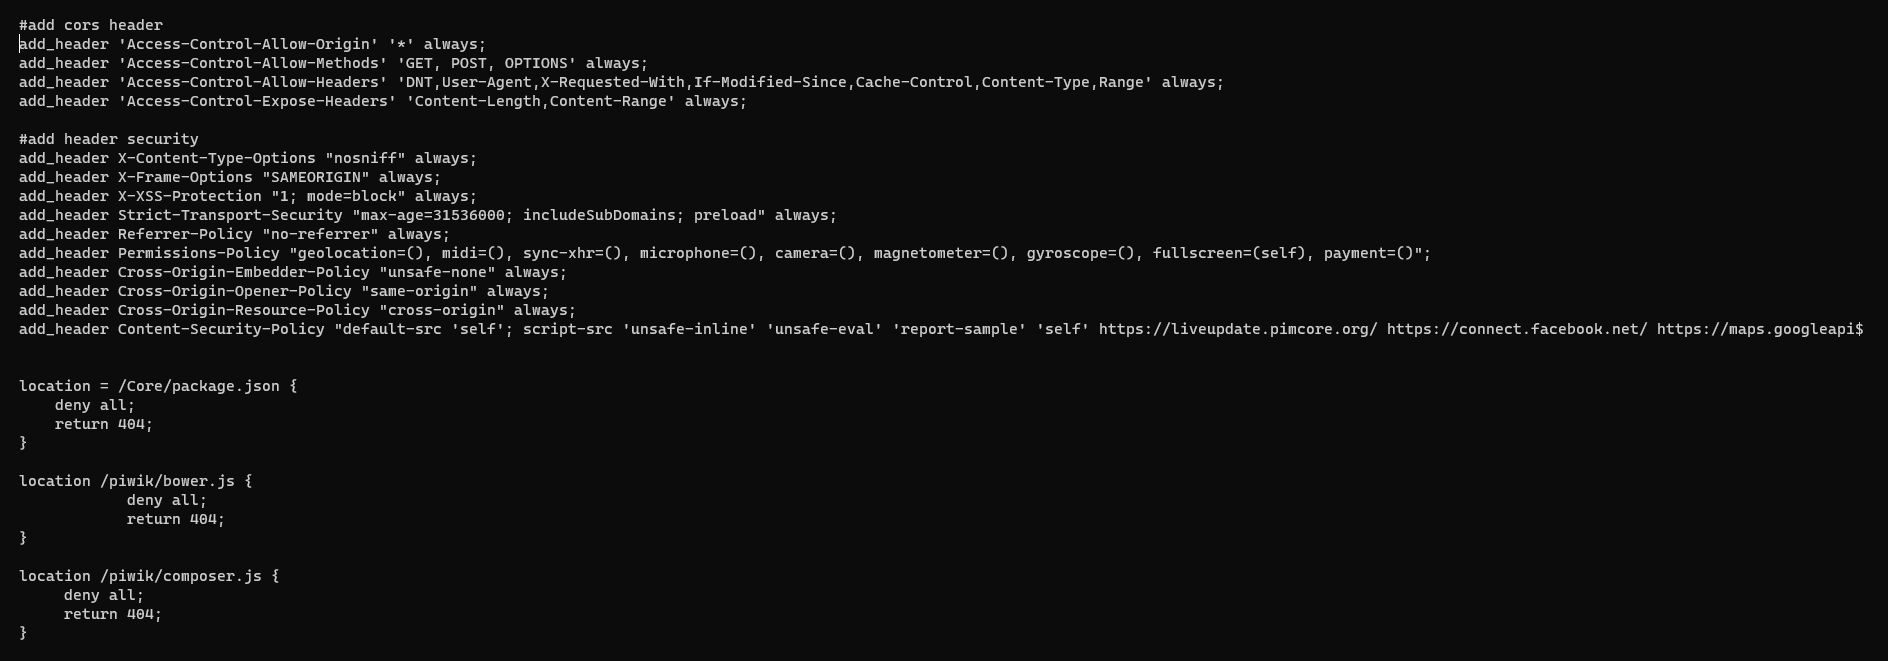 #add cors header
add_header 'Access-Control-Allow-Origin' '*' always;
add_header 'Access-Control-Allow-Methods' 'GET, POST, OPTIONS' always;
add_header 'Access-Control-Allow-Headers' 'DNT,User-Agent,X-Requested-With,If-Modified-Since,Cache-Control,Content-Type,Range' always;
add_header 'Access-Control-Expose-Headers' 'Content-Length,Content-Range' always;
#add header security
add_header X-Content-Type-Options "nosniff" always;
add_header X-Frame-Options "SAMEORIGIN" always;
add_header X-XSS-Protection "1; mode=block" always;
add_header Strict-Transport-Security "max-age=31536000; includeSubDomains; preload" always;
add_header Referrer-Policy "no-referrer" always;
add_header Permissions-Policy "geolocation=(), midi=(), sync-xhr=(), microphone=(), camera=(), magnetometer=(), gyroscope=(), fullscreen=(self), payment=()";
add_header Cross-Origin-Embedder-Policy "unsafe-none" always;
add_header Cross-Origin-Opener-Policy "same-origin" always;
add_header Cross-Origin-Resource-Policy "cross-origin" always;
add_header Content-Security-Policy "default-src 'self'; script-src 'unsafe-inline' 'unsafe-eval' 'report-sample' 'self' https://liveupdate.pimcore.org/ https://connect.facebook.net/ https://maps.googleapi$
location = /Core/package.json {
    deny all;
    return 404;
}
location /piwik/bower.js {
            deny all;
            return 404;
}
location /piwik/composer.js {
     deny all;
     return 404;
}